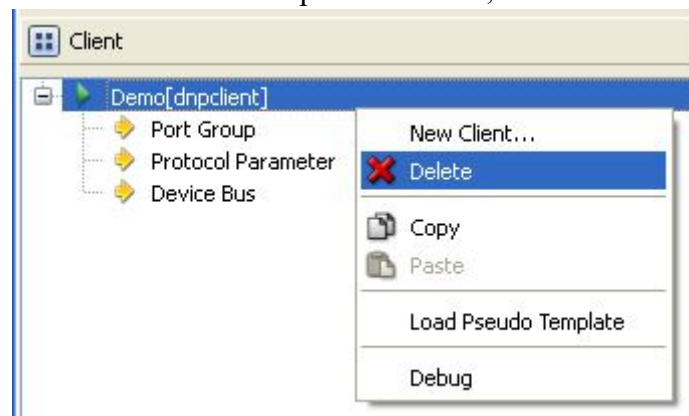 Client
Demo[dnpclient]
Port Group
Protocol Parameter
Device Bus
New Client...
Delete
Copy
Paste
Load Pseudo Template
Debug